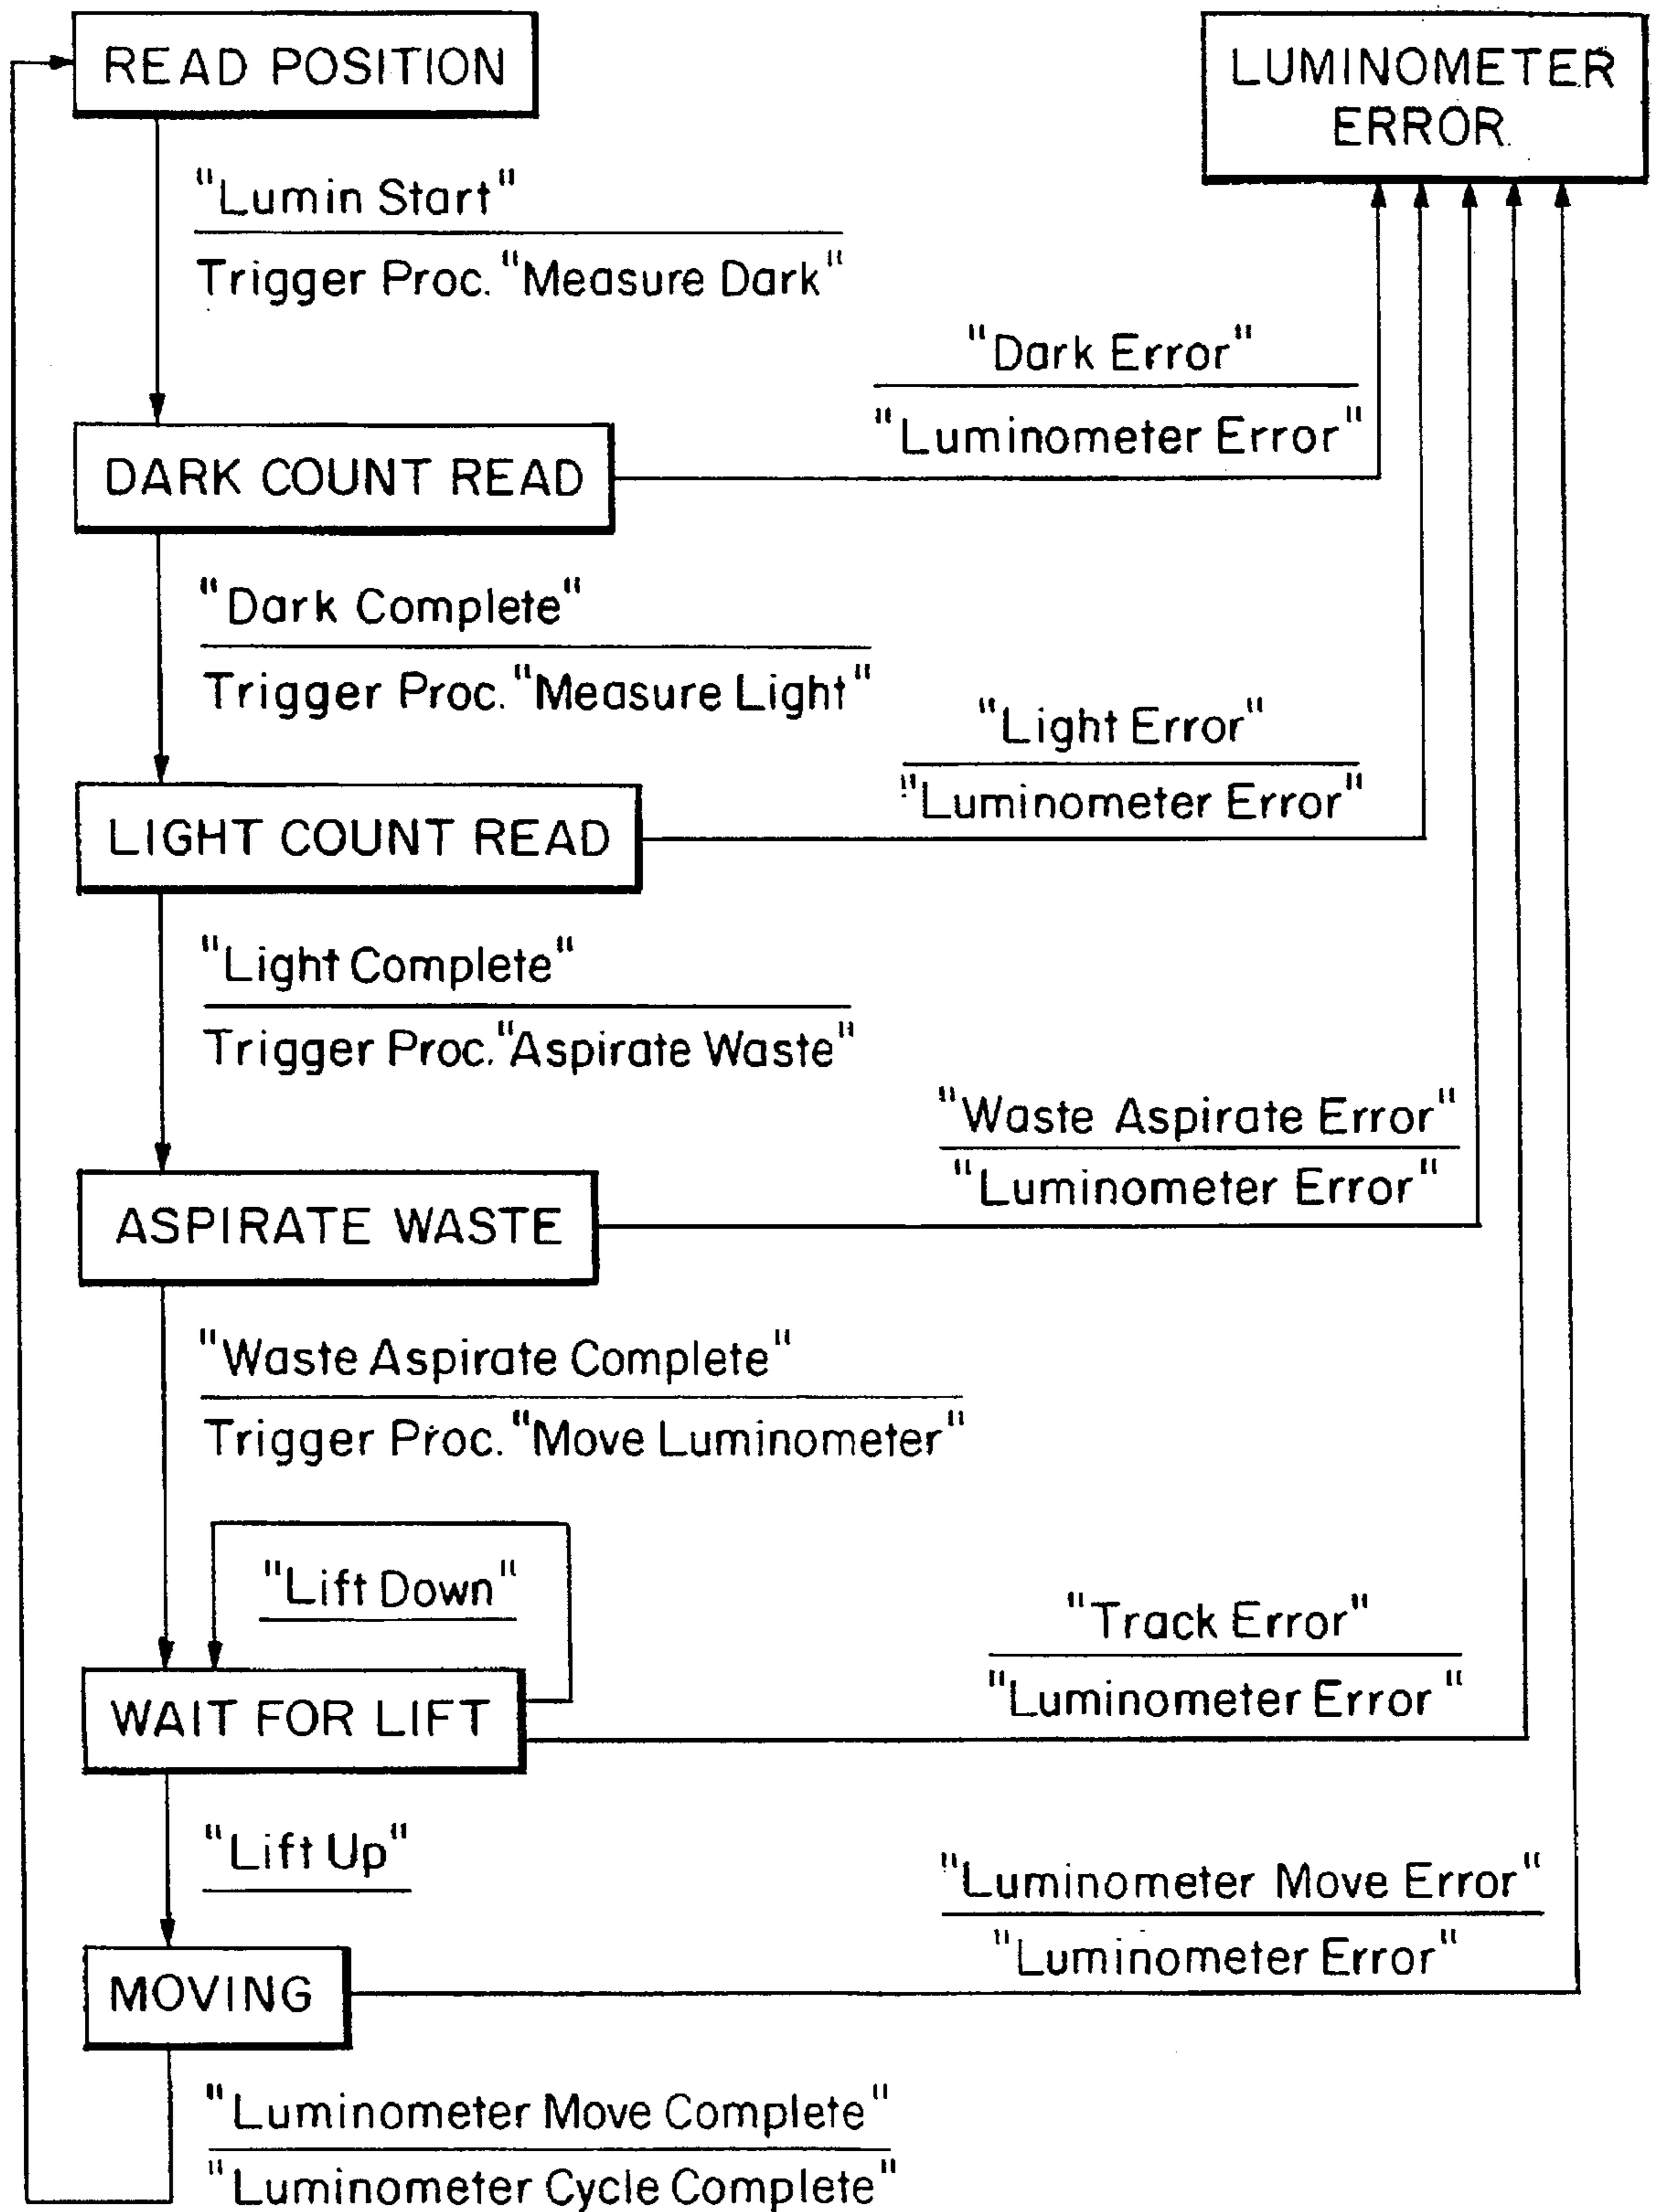 READ POSITION
LUMINOMETER
ERROR
"Lumin Start"
Trigger Proc. "Measure Dark"
"Dark Error"
"Luminometer Error"
DARK COUNT READ
"Dark Complete"
Trigger Proc. "Measure Light"
"Light Error"
"Luminometer Error"
LIGHT COUNT READ
"Light Complete"
Trigger Proc. "Aspirate Waste"
"Waste Aspirate Error"
"Luminometer Error"
ASPIRATE WASTE
"Waste Aspirate Complete"
Trigger Proc. "Move Luminometer"
"Lift Down"
"Track Error"
"Luminometer Error"
WAIT FOR LIFT
"Lift Up"
"Luminometer Move Error"
"Luminometer Error"
MOVING
"Luminometer Move Complete"
"Luminometer Cycle Complete"